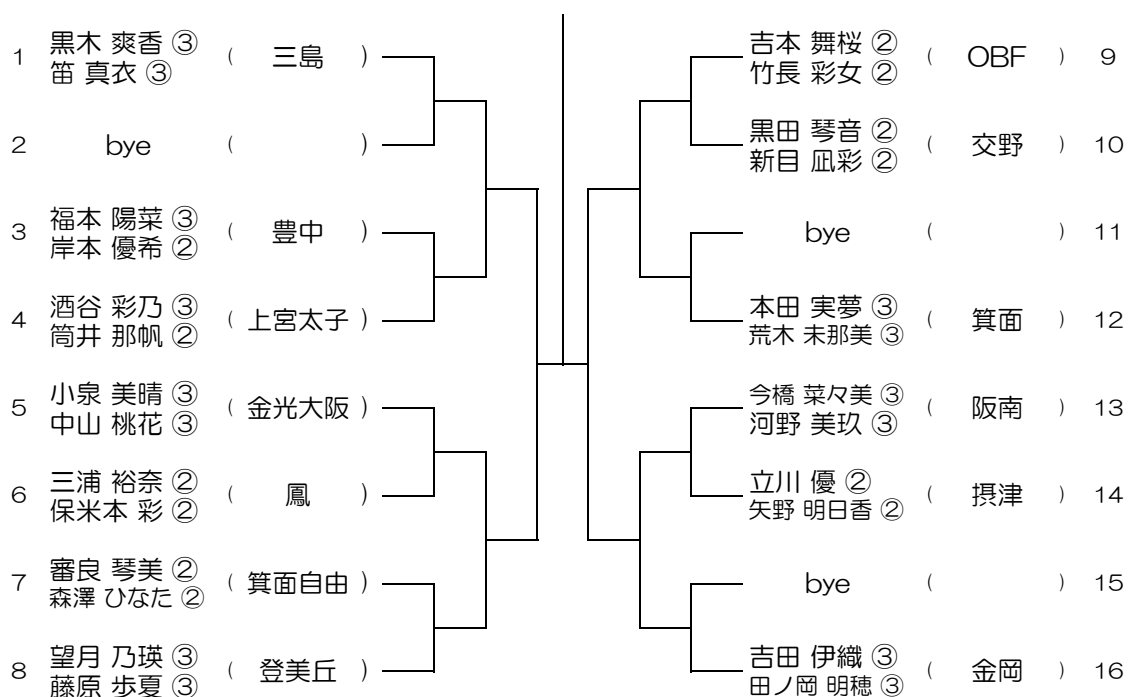 1 黒木 爽香 ③ ( 三島 )
笛 真衣 ③
2 bye ( )
3 福本 陽菜 ③ ( 豊中 )
岸本 優希 ②
4 酒谷 彩乃 ③ ( 上宮太子 )
筒井 那帆 ②
5 小泉 美晴 ③ ( 金光大阪 )
中山 桃花 ③
6 三浦 裕奈 ② ( 鳳 )
保米本 彩 ②
7 審良 琴美 ② ( 箕面自由 )
森澤 ひなた ②
8 望月 乃瑛 ③ ( 登美丘 )
藤原 歩夏 ③
吉本 舞桜 ② ( OBF ) 9
竹長 彩女 ②
黒田 琴音 ② ( 交野 ) 10
新目 凪彩 ②
bye ( ) 11
本田 実夢 ③ ( 箕面 ) 12
荒木 未那美 ③
今橋 菜々美 ③ ( 阪南 ) 13
河野 美玖 ③
立川 優 ② ( 摂津 ) 14
矢野 明日香 ②
bye ( ) 15
吉田 伊織 ③ ( 金岡 ) 16
田ノ岡 明穂 ③